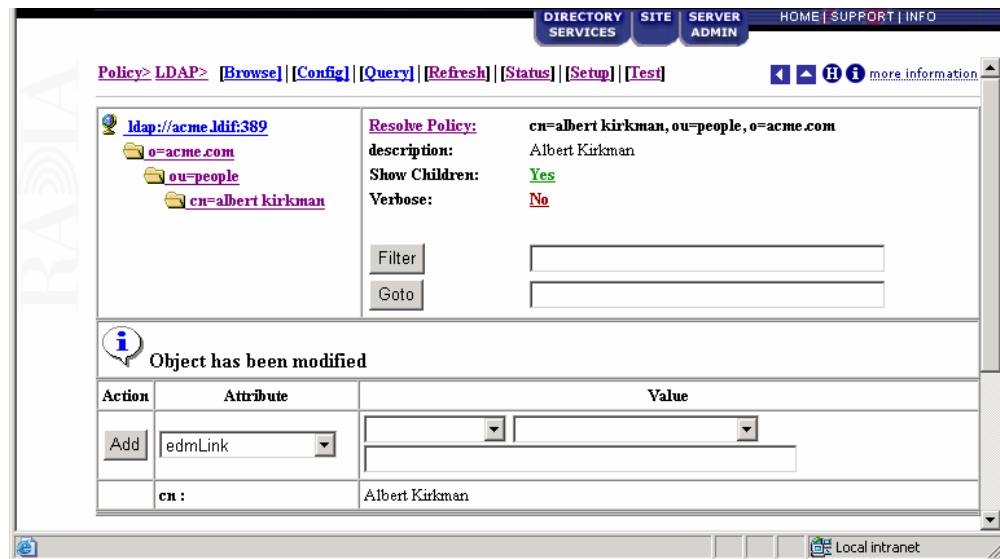 DIRECTORY SERVICES SITE SERVER ADMIN HOME | SUPPORT | INFO
Policy> LDAP> [Browse] | [Config] | [Query] | [Refresh] | [Status] | [Setup] | [Test] H i more information
ldap://acme.ldif:389
o=acme.com
ou=people
cn=albert kirkman
Resolve Policy: cn=albert kirkman, ou=people, o=acme.com
description: Albert Kirkman
Show Children: Yes
Verbose: No
Filter
Goto
i Object has been modified
Action Attribute Value
Add edmLink
cn : Albert Kirkman
RADIA
Local intranet